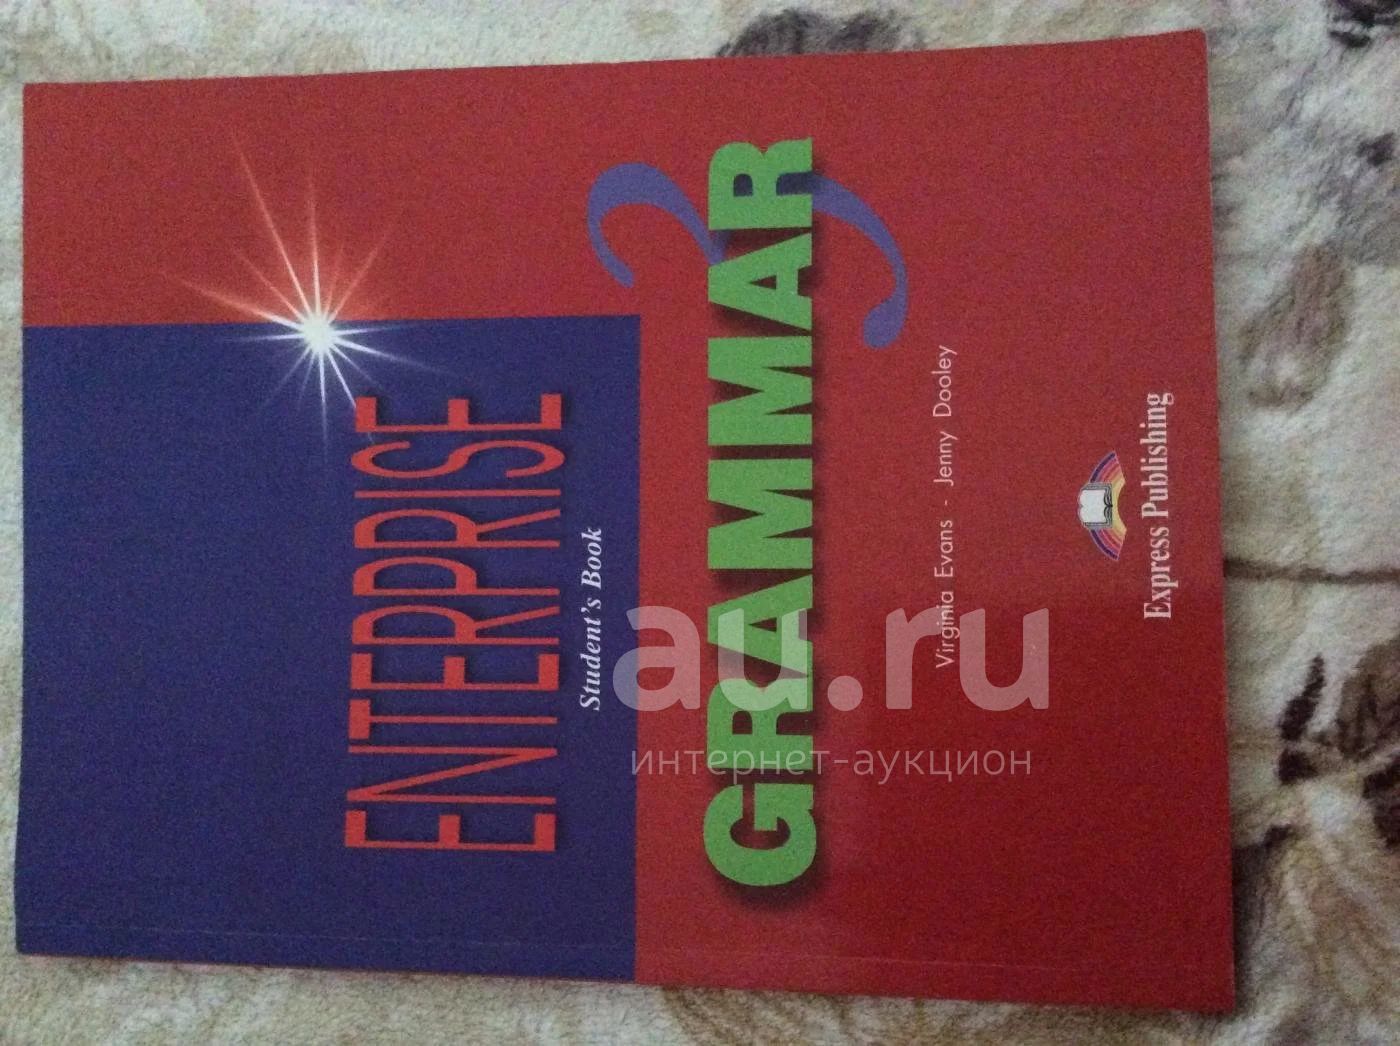 ENTERPRISE
Student's Book
3
GRAMMAR
Virginia Evans - Jenny Dooley
Express Publishing
au.ru
интернет-аукцион